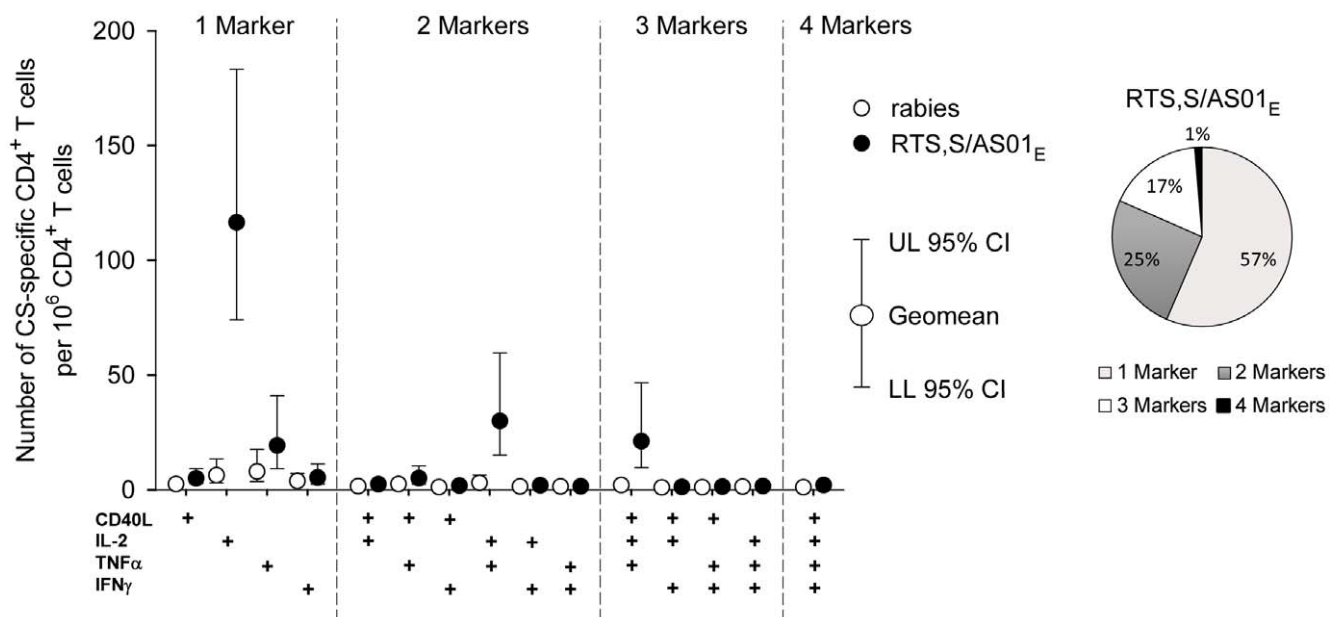 200
150
100
50
0
Number of CS-specific CD4⁺ T cells
per 10⁶ CD4⁺ T cells
1 Marker
2 Markers
3 Markers
4 Markers
rabies
RTS,S/AS01E
UL 95% CI
Geomean
LL 95% CI
RTS,S/AS01E
1%
17%
25%
57%
1 Marker
2 Markers
3 Markers
4 Markers
CD40L + + + + + + + +
IL-2 + + + + + + + +
TNFα + + + + + + + +
IFNγ + + + + + + + +